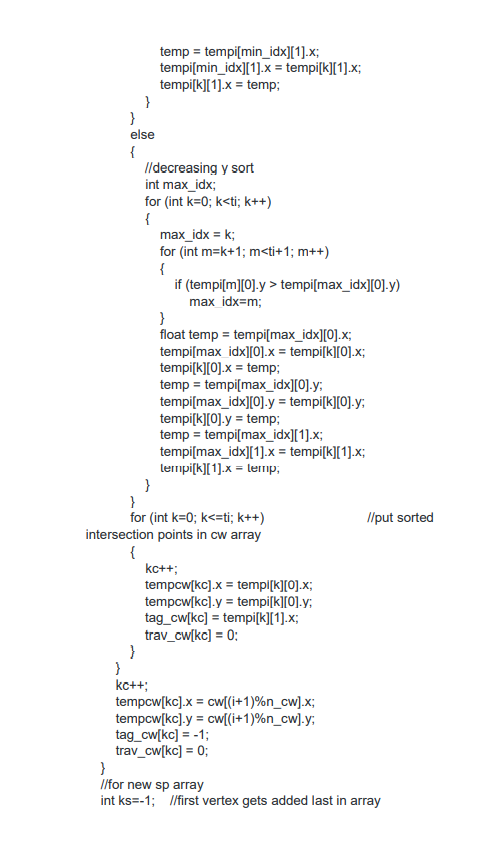 temp = tempi[min_idx][1].x;
tempi[min_idx][1].x = tempi[k][1].x;
tempi[k][1].x = temp;
}
}
else
{
//decreasing y sort
int max_idx;
for (int k=0; k<ti; k++)
{
max_idx = k;
for (int m=k+1; m<ti+1; m++)
{
if (tempi[m][0].y > tempi[max_idx][0].y)
max_idx=m;
}
float temp = tempi[max_idx][0].x;
tempi[max_idx][0].x = tempi[k][0].x;
tempi[k][0].x = temp;
temp = tempi[max_idx][0].y;
tempi[max_idx][0].y = tempi[k][0].y;
tempi[k][0].y = temp;
temp = tempi[max_idx][1].x;
tempi[max_idx][1].x = tempi[k][1].x;
tempi[k][1].x = temp;
}
}
for (int k=0; k<=ti; k++) //put sorted
intersection points in cw array
{
kc++;
tempcw[kc].x = tempi[k][0].x;
tempcw[kc].y = tempi[k][0].y;
tag_cw[kc] = tempi[k][1].x;
trav_cw[kc] = 0;
}
}
kc++;
tempcw[kc].x = cw[(i+1)%n_cw].x;
tempcw[kc].y = cw[(i+1)%n_cw].y;
tag_cw[kc] = -1;
trav_cw[kc] = 0;
}
//for new sp array
int ks=-1; //first vertex gets added last in array